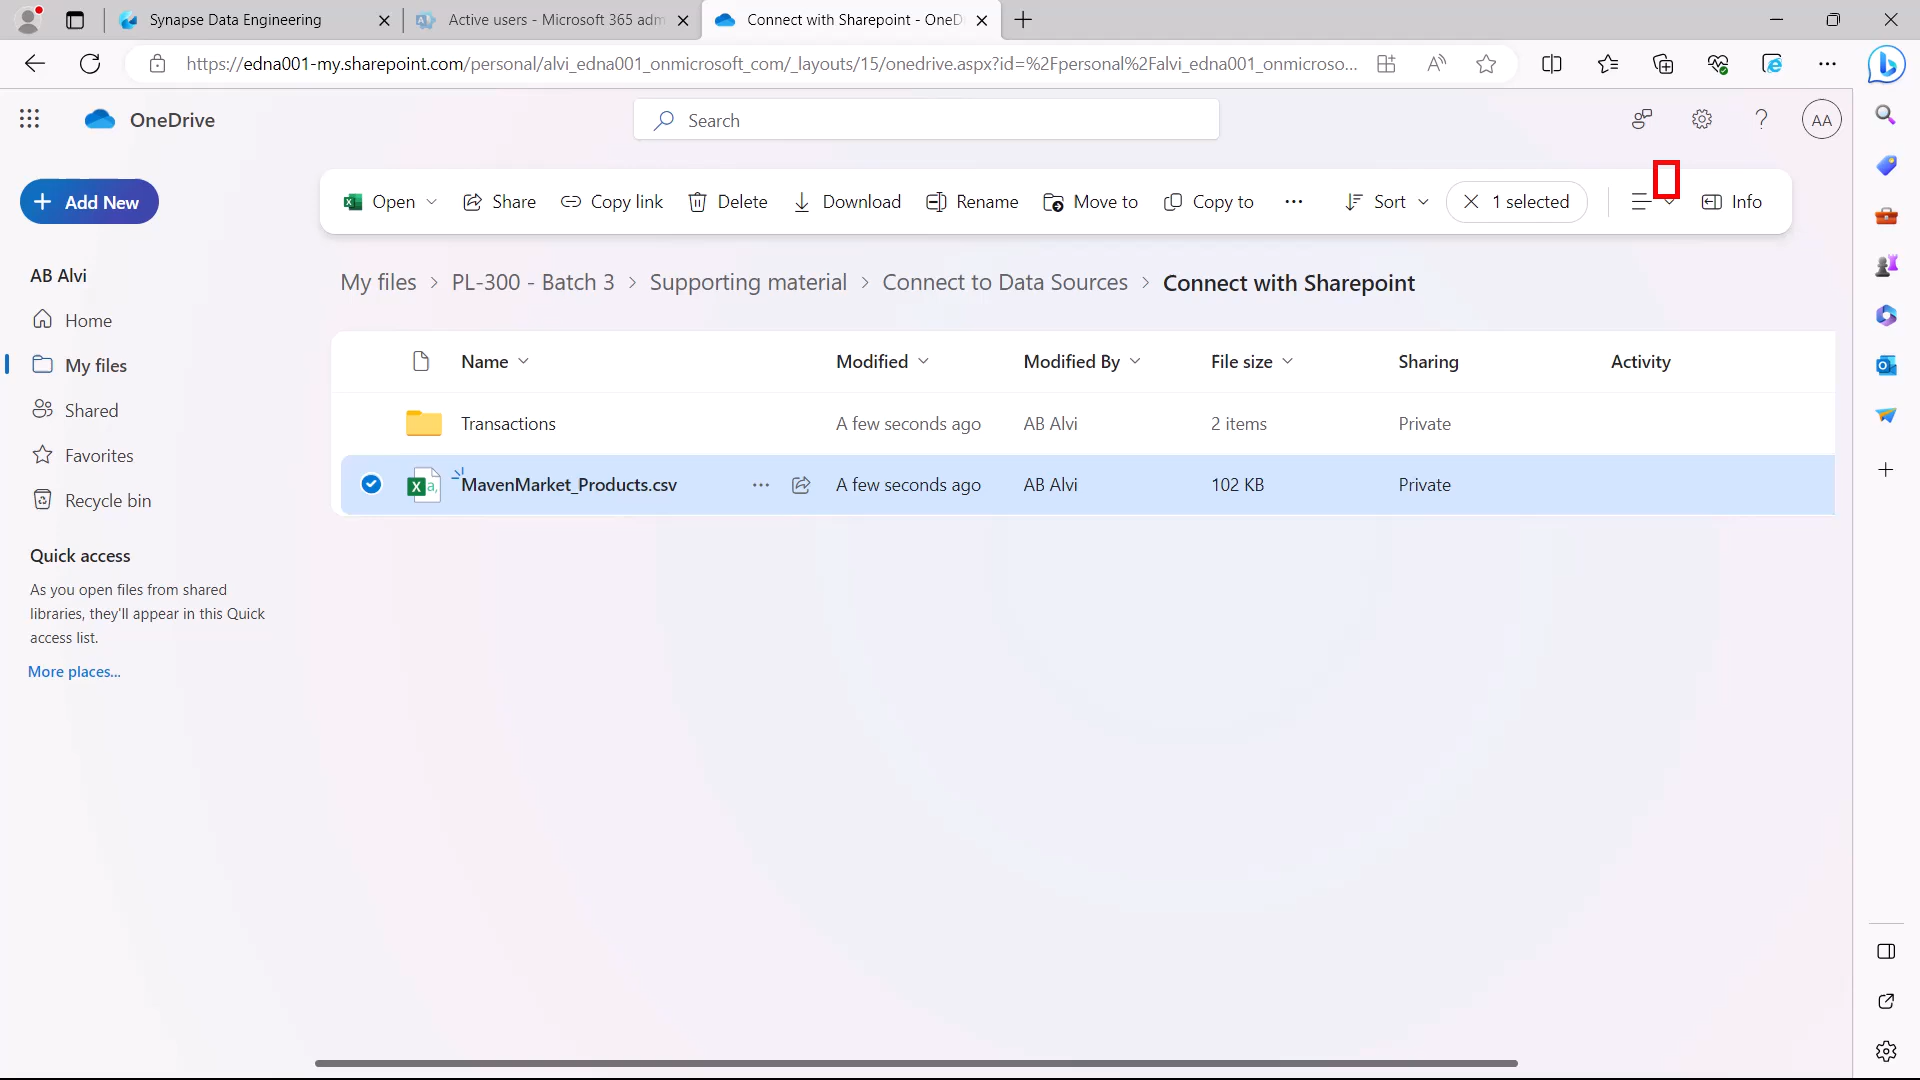 Synapse Data Engineering
Active users - Microsoft 365 adm
Connect with Sharepoint - OneD
https://edna001-my.sharepoint.com/personal/alvi_edna001_onmicrosoft_com/_layouts/15/onedrive.aspx?id=%2Fpersonal%2Falvi_edna001_onmicroso...
OneDrive
Search
AA
Add New
Open
Share
Copy link
Delete
Download
Rename
Move to
Copy to
Sort
1 selected
Info
AB Alvi
Home
My files
Shared
Favorites
Recycle bin
Quick access
As you open files from shared
libraries, they'll appear in this Quick
access list.
More places...
My files > PL-300 - Batch 3 > Supporting material > Connect to Data Sources > Connect with Sharepoint
Name Modified Modified By File size Sharing Activity
Transactions A few seconds ago AB Alvi 2 items Private
MavenMarket_Products.csv A few seconds ago AB Alvi 102 KB Private